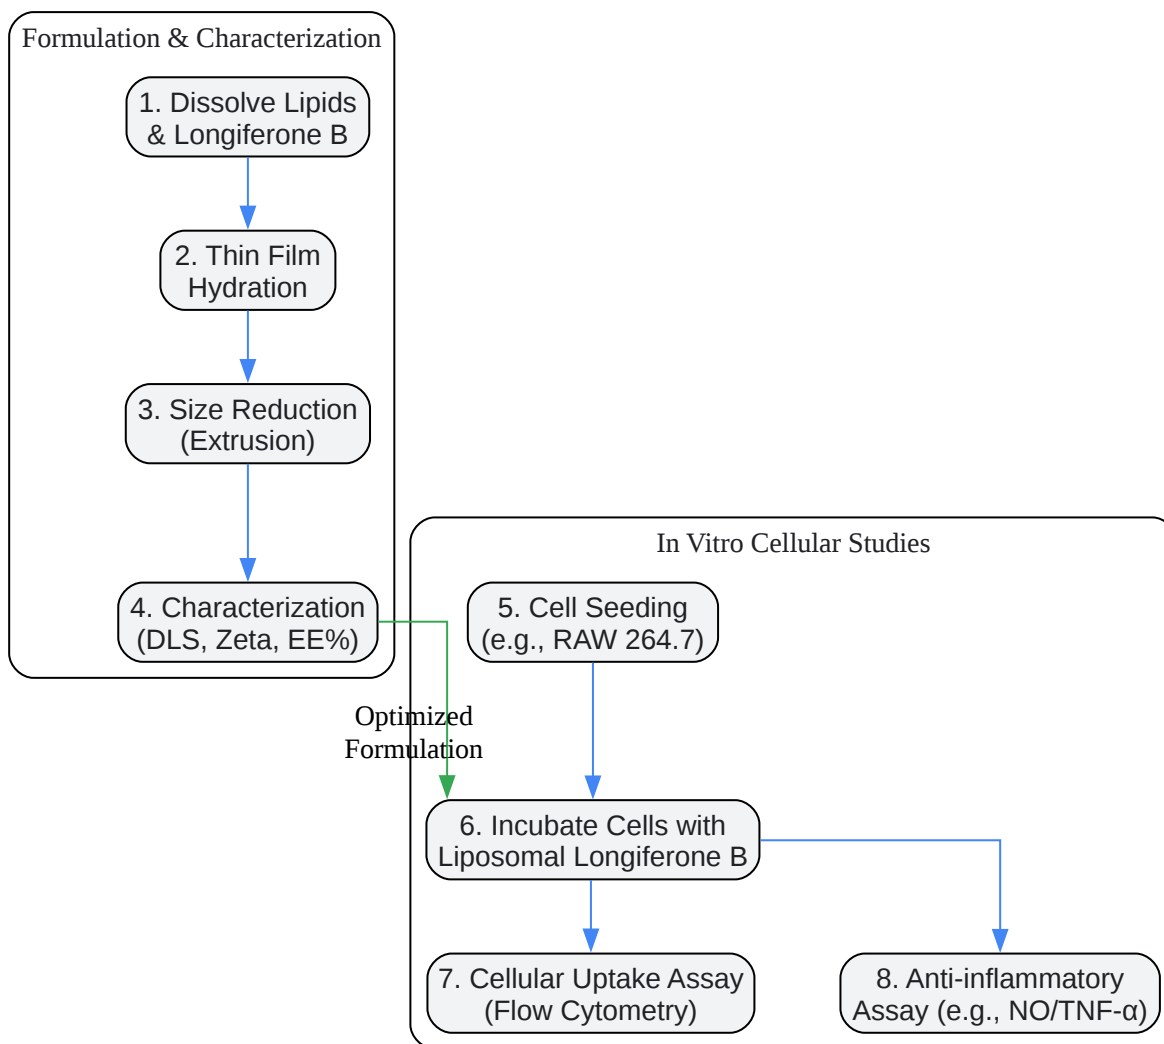 Formulation & Characterization
1. Dissolve Lipids
& Longiferone B
2. Thin Film
Hydration
3. Size Reduction
(Extrusion)
4. Characterization
(DLS, Zeta, EE%)
Optimized
Formulation
In Vitro Cellular Studies
5. Cell Seeding
(e.g., RAW 264.7)
6. Incubate Cells with
Liposomal Longiferone B
7. Cellular Uptake Assay
(Flow Cytometry)
8. Anti-inflammatory
Assay (e.g., NO/TNF-α)